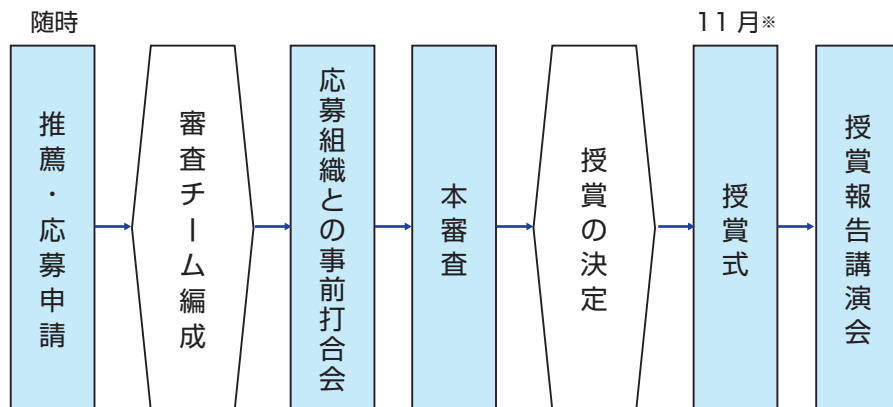 随時
11月※
推薦・応募申請
審査チーム編成
応募組織との事前打合会
本審査
授賞の決定
授賞式
授賞報告講演会